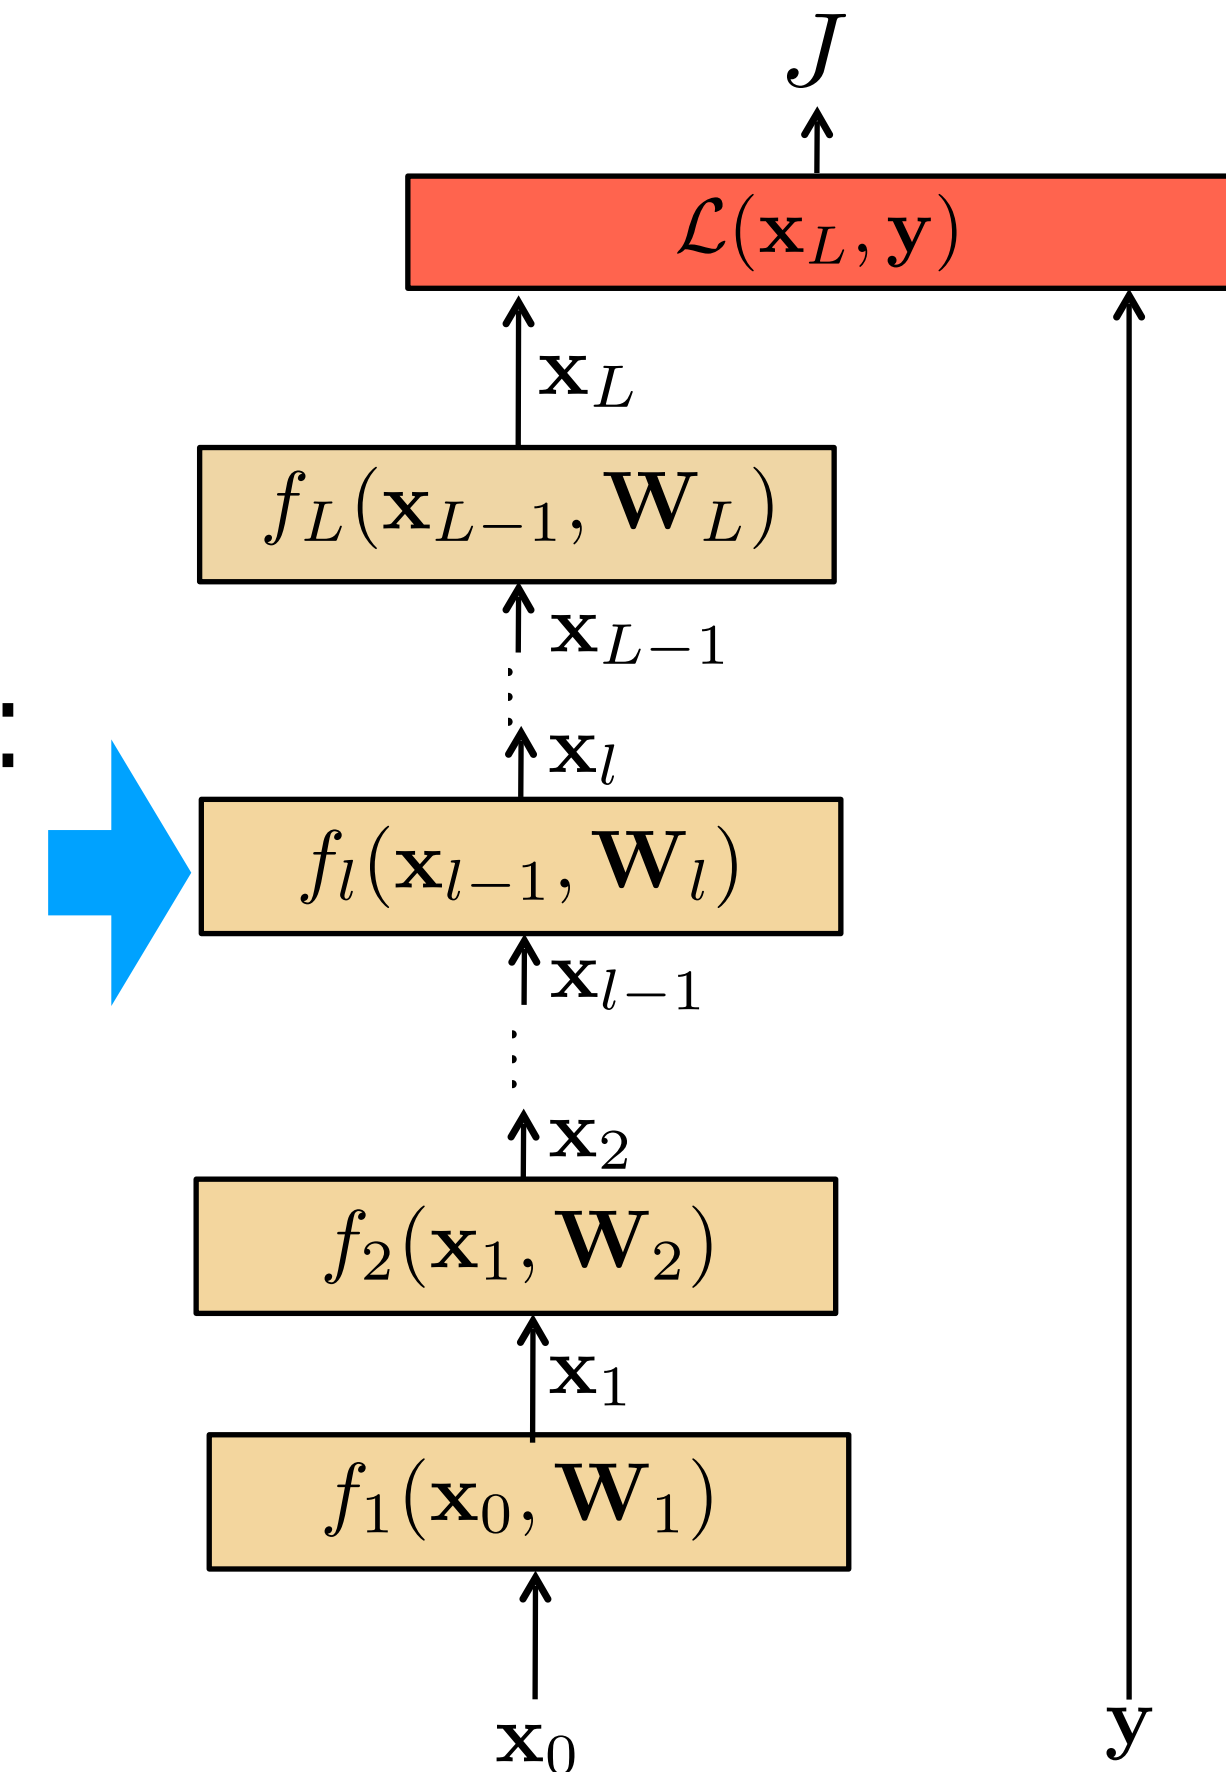 J
ℒ(x_L, y)
x_L
f_L(x_{L−1}, W_L)
x_{L−1}
:
x_l
f_l(x_{l−1}, W_l)
x_{l−1}
x_2
f_2(x_1, W_2)
x_1
f_1(x_0, W_1)
x_0
y